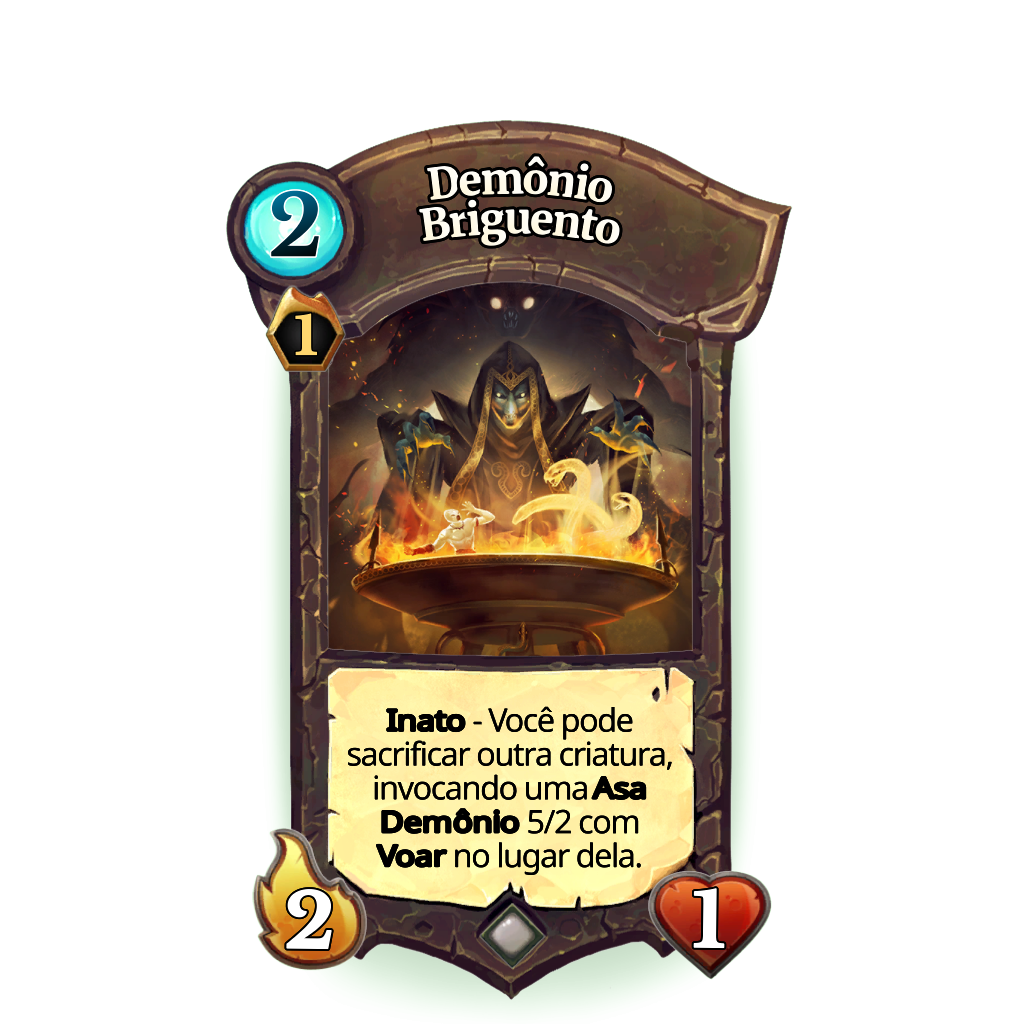 Demônio
Briguento
2
1
Inato - Você pode
sacrificar outra criatura,
invocando uma Asa
Demônio 5/2 com
Voar no lugar dela.
2
1